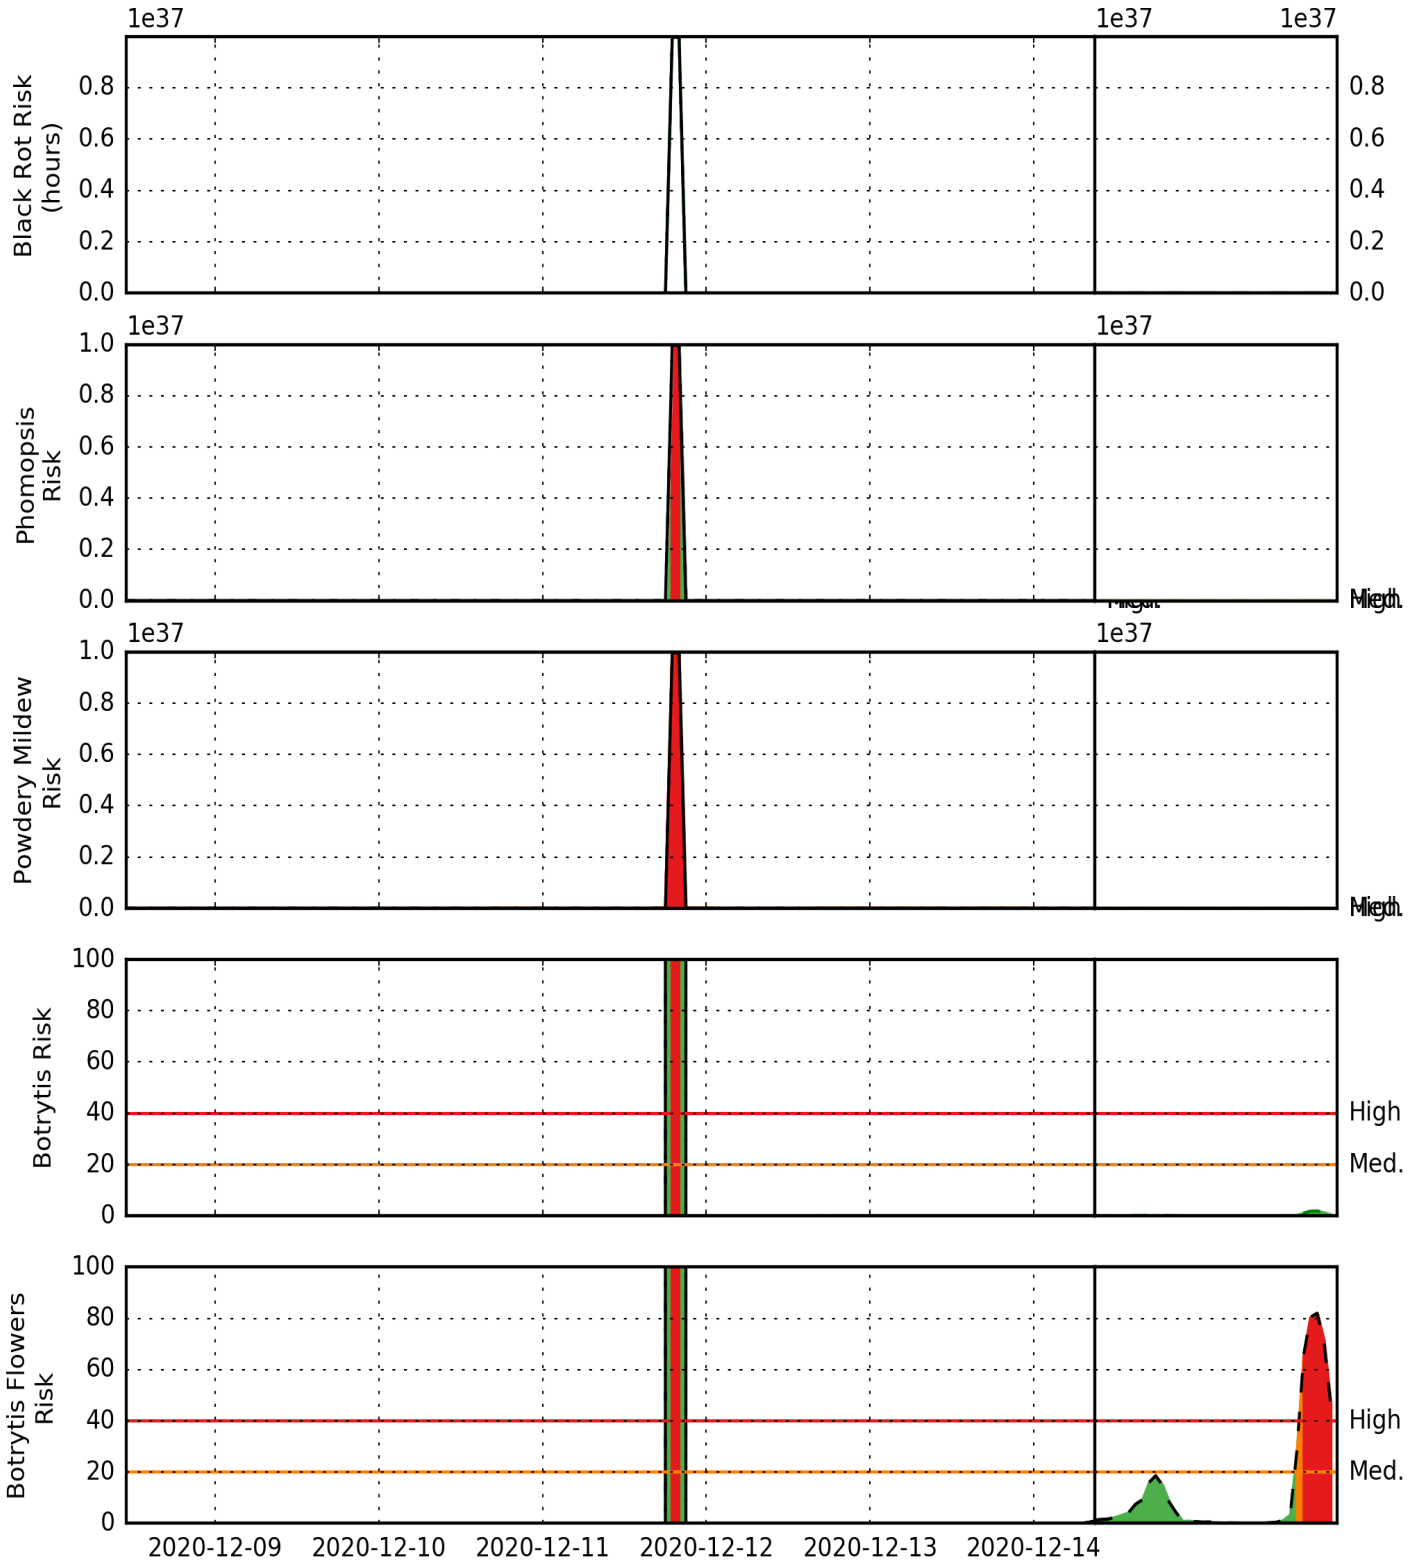 1e37 1e37 1e37
Black Rot Risk
(hours)
0.8 0.8
0.6 0.6
0.4 0.4
0.2 0.2
0.0 0.0
1e37 1e37
Phomopsis
Risk
1.0
0.8
0.6
0.4
0.2
0.0
1e37 1e37
Powdery Mildew
Risk
1.0
0.8
0.6
0.4
0.2
0.0
Botrytis Risk
100
80
60
40 High
20 Med.
0
Botrytis Flowers
Risk
100
80
60
40 High
20 Med.
0
2020-12-09 2020-12-10 2020-12-11 2020-12-12 2020-12-13 2020-12-14